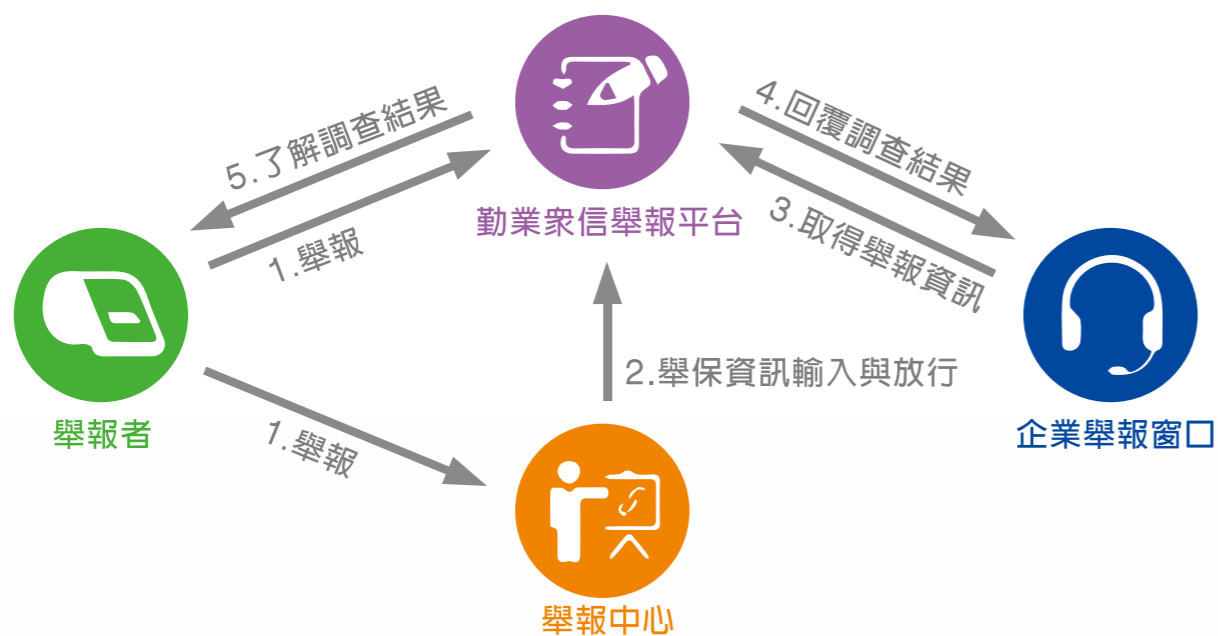 5.了解調查結果
4.回覆調查結果
勤業衆信舉報平台
3.取得舉報資訊
1.舉報
2.舉保資訊輸入與放行
舉報者
1.舉報
企業舉報窗口
舉報中心